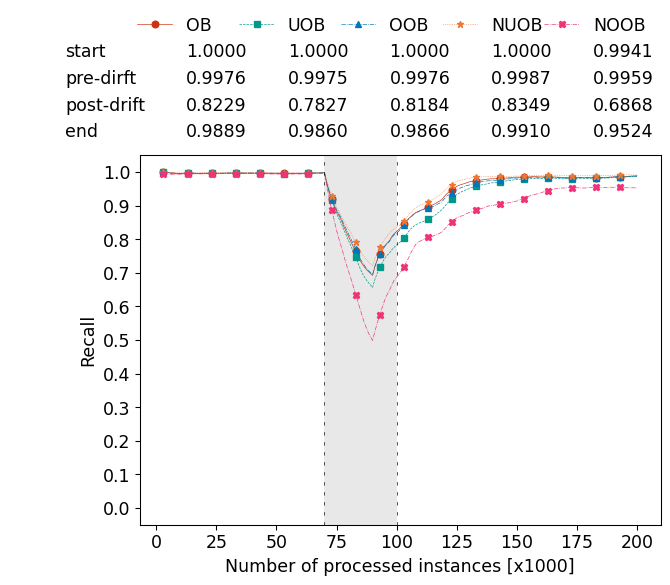 OB UOB OOB NUOB NOOB
start 1.0000 1.0000 1.0000 1.0000 0.9941
pre-dirft 0.9976 0.9975 0.9976 0.9987 0.9959
post-drift 0.8229 0.7827 0.8184 0.8349 0.6868
end 0.9889 0.9860 0.9866 0.9910 0.9524
1.0
0.9
0.8
0.7
0.6
0.5
0.4
0.3
0.2
0.1
0.0
Recall
0 25 50 75 100 125 150 175 200
Number of processed instances [x1000]